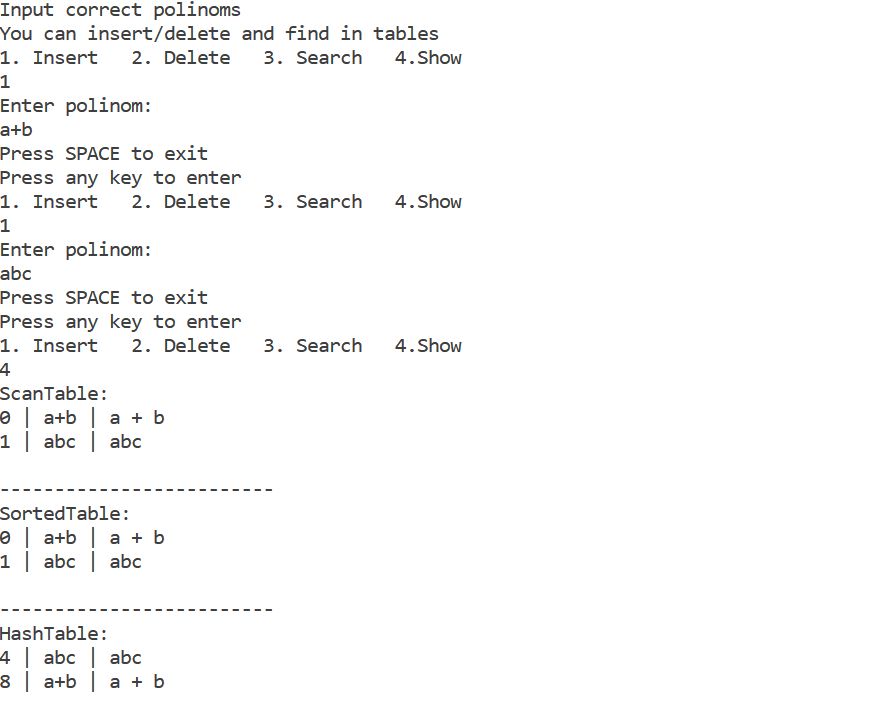 Input correct polinoms
You can insert/delete and find in tables
1. Insert   2. Delete   3. Search   4.Show
1
Enter polinom:
a+b
Press SPACE to exit
Press any key to enter
1. Insert   2. Delete   3. Search   4.Show
1
Enter polinom:
abc
Press SPACE to exit
Press any key to enter
1. Insert   2. Delete   3. Search   4.Show
4
ScanTable:
0 | a+b | a + b
1 | abc | abc
-------------------------
SortedTable:
0 | a+b | a + b
1 | abc | abc
-------------------------
HashTable:
4 | abc | abc
8 | a+b | a + b